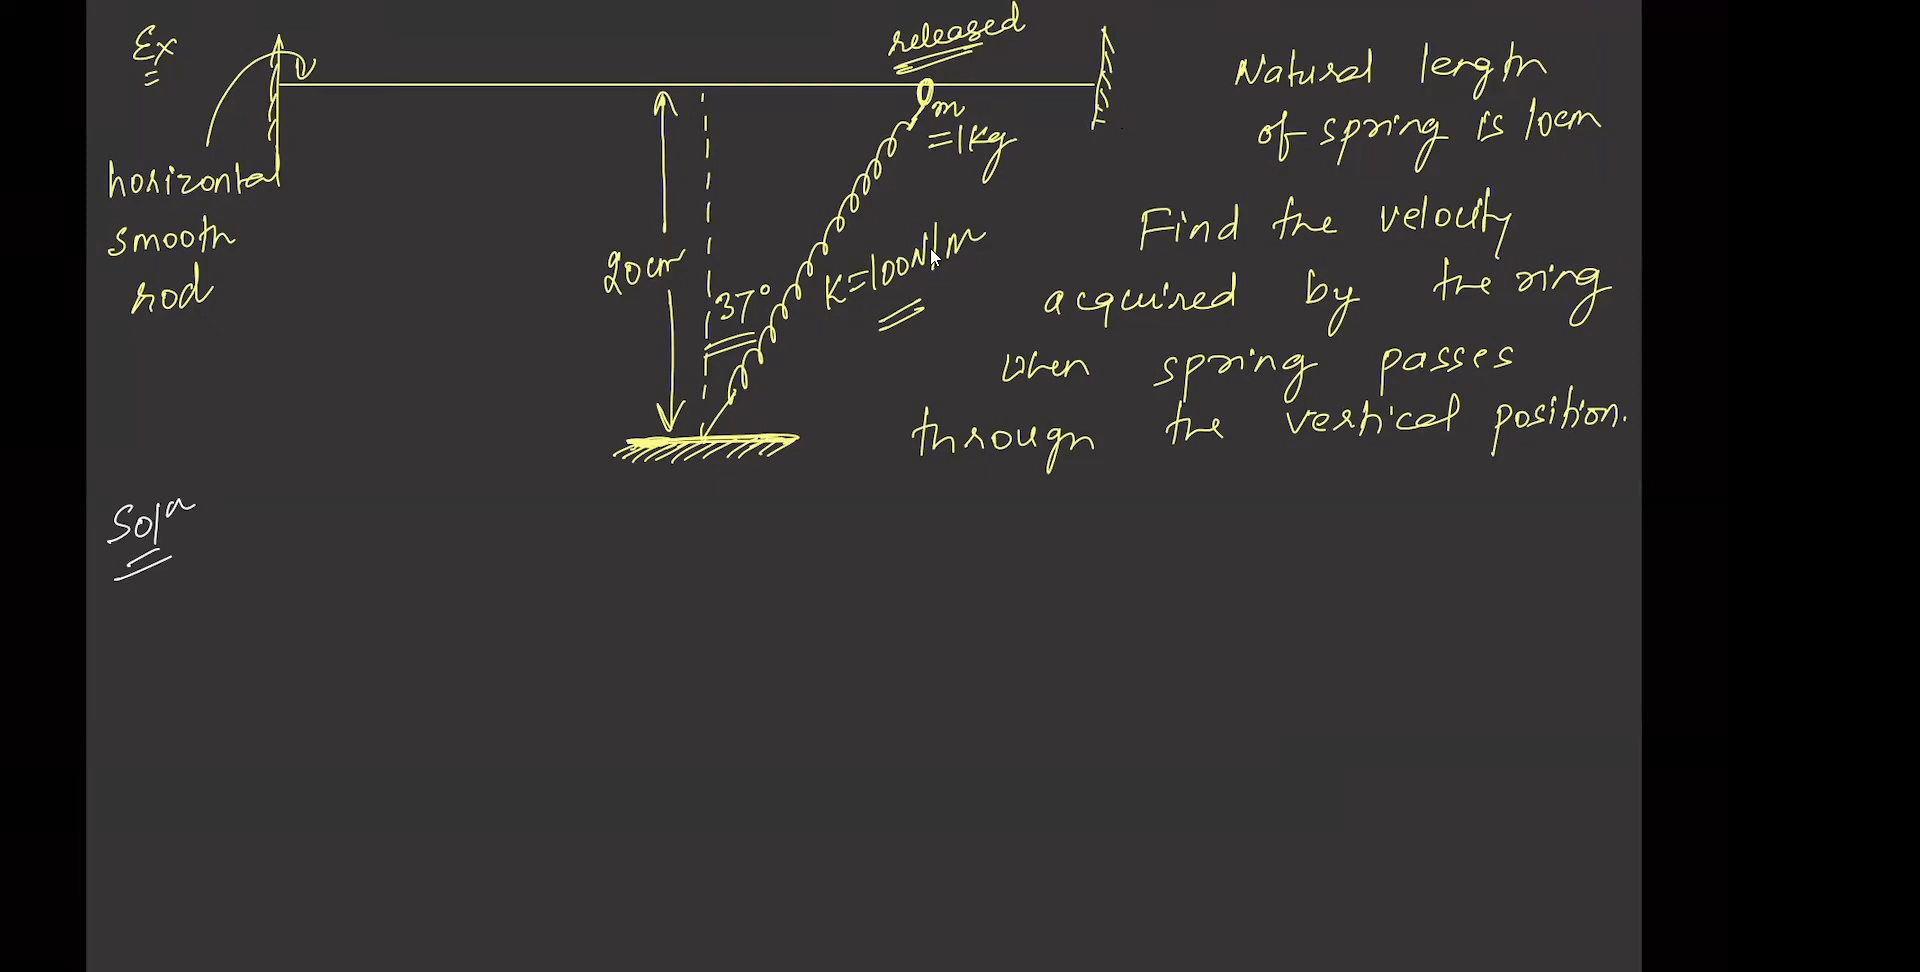 Ex
released
Natural length
of spring is 10cm
m
=1kg
horizontal
smooth
rod
20cm
37°
K=100N/m
Find the velocity
acquired by the ring
when spring passes
through the vertical position.
Solⁿ